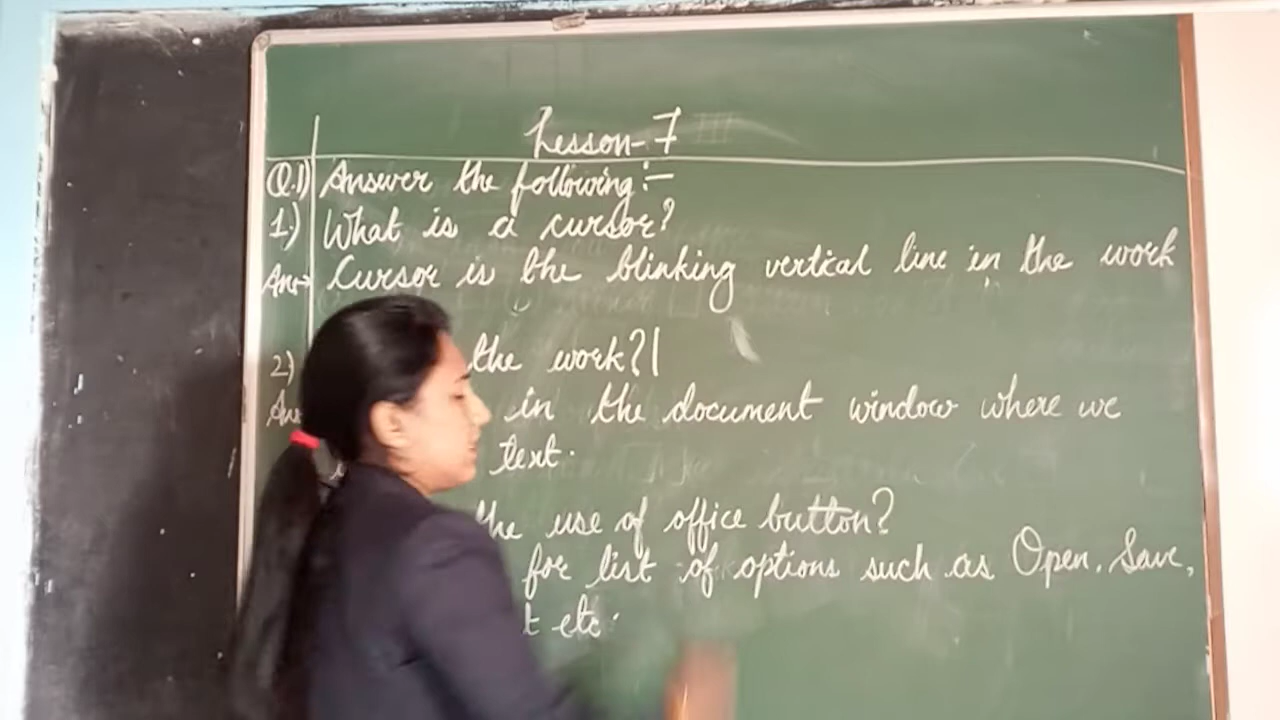 Lesson-7
Q.1) Answer the following:-
1.) What is a cursor?
Ans→ Cursor is the blinking vertical line in the work
2) the work?|
Ans in the document window where we
text.
the use of office button?
for list of options such as Open, Save,
t etc.